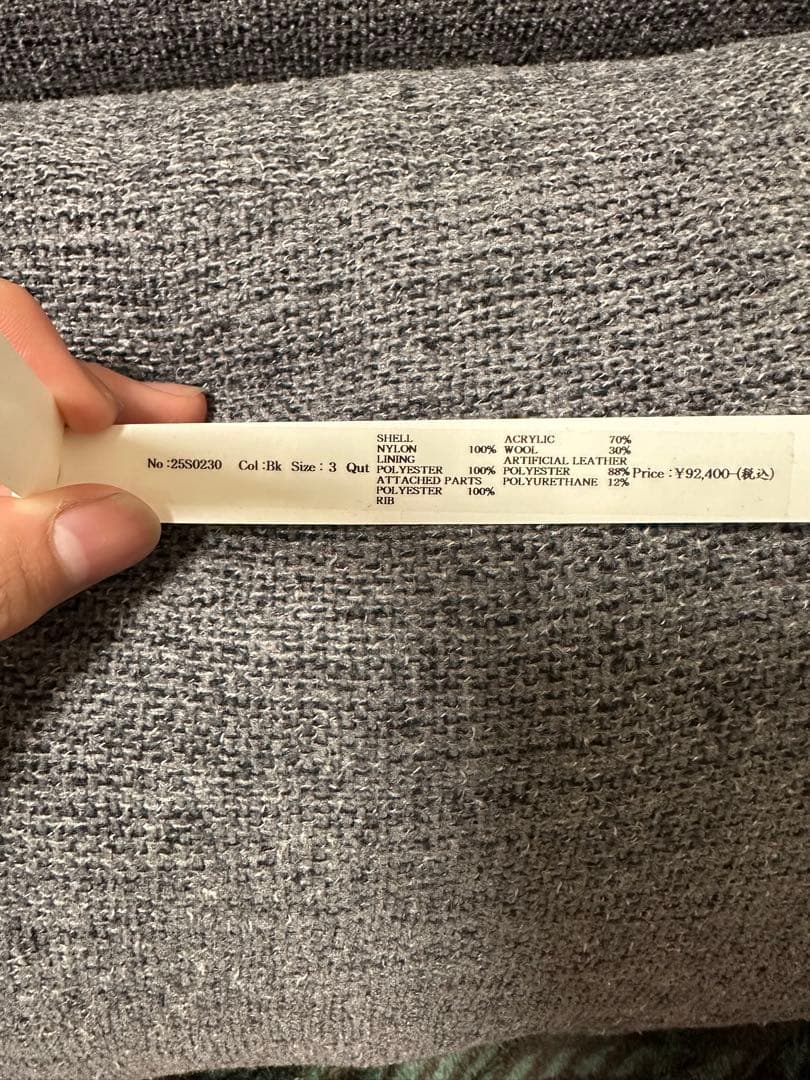 No :25S0230 Col :Bk Size : 3 Qut
SHELL
NYLON 100%
LINING
POLYESTER 100%
ATTACHED PARTS
POLYESTER 100%
RIB
ACRYLIC 70%
WOOL 30%
ARTIFICIAL LEATHER
POLYESTER 88%
POLYURETHANE 12%
Price : ¥92,400-(税込)